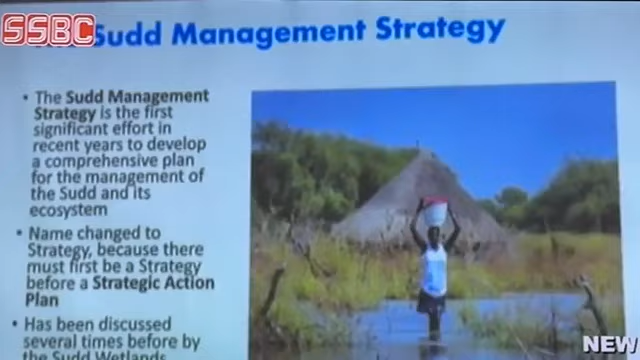 SSBC
Sudd Management Strategy
• The Sudd Management
Strategy is the first
significant effort in
recent years to develop
a comprehensive plan
for the management of
the Sudd and its
ecosystem
• Name changed to
Strategy, because there
must first be a Strategy
before a Strategic Action
Plan
• Has been discussed
several times before by
the Sudd Wetlands
NEW